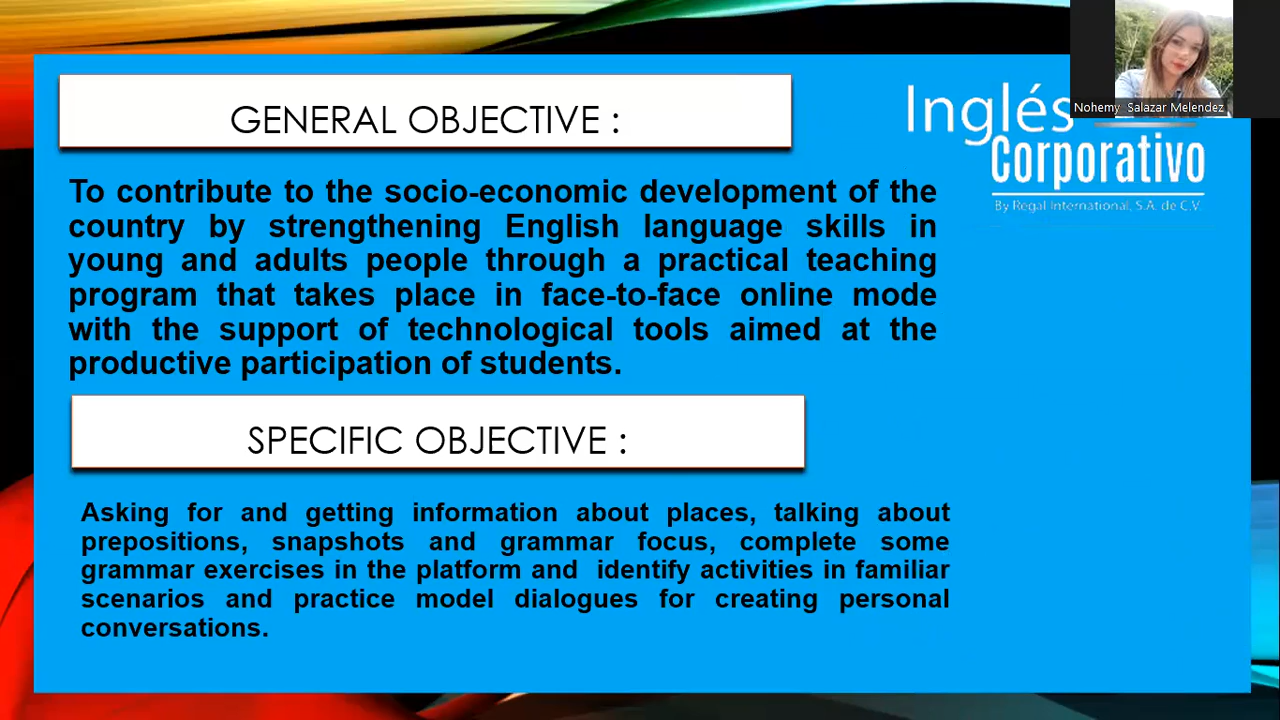 GENERAL OBJECTIVE :
Nohemy Salazar Melendez
Inglés
Corporativo
By Regal International, S.A. de C.V.
To contribute to the socio-economic development of the
country by strengthening English language skills in
young and adults people through a practical teaching
program that takes place in face-to-face online mode
with the support of technological tools aimed at the
productive participation of students.
SPECIFIC OBJECTIVE :
Asking for and getting information about places, talking about
prepositions, snapshots and grammar focus, complete some
grammar exercises in the platform and identify activities in familiar
scenarios and practice model dialogues for creating personal
conversations.